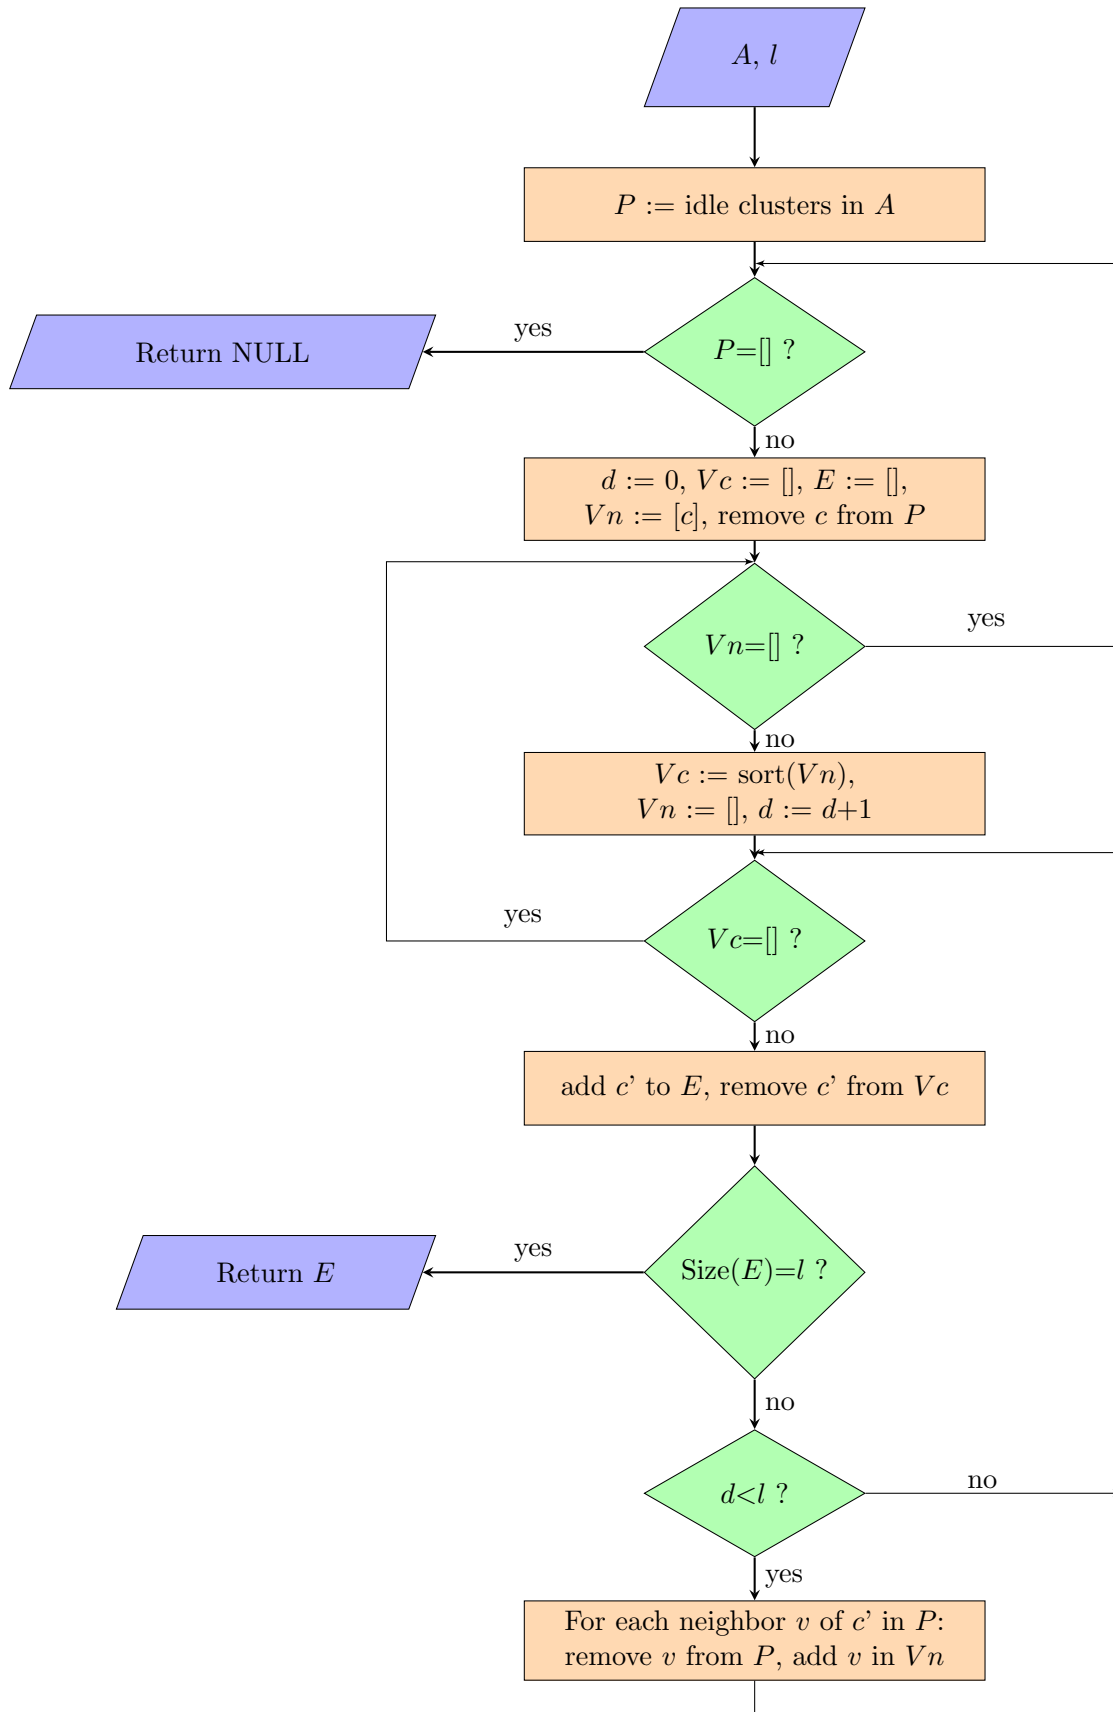 A, l
P := idle clusters in A
yes
Return NULL
P=[] ?
no
d := 0, Vc := [], E := [],
Vn := [c], remove c from P
Vn=[] ?
yes
no
Vc := sort(Vn),
Vn := [], d := d+1
yes
Vc=[] ?
no
add c’ to E, remove c’ from Vc
yes
Return E
Size(E)=l ?
no
d<l ?
no
yes
For each neighbor v of c’ in P:
remove v from P, add v in Vn